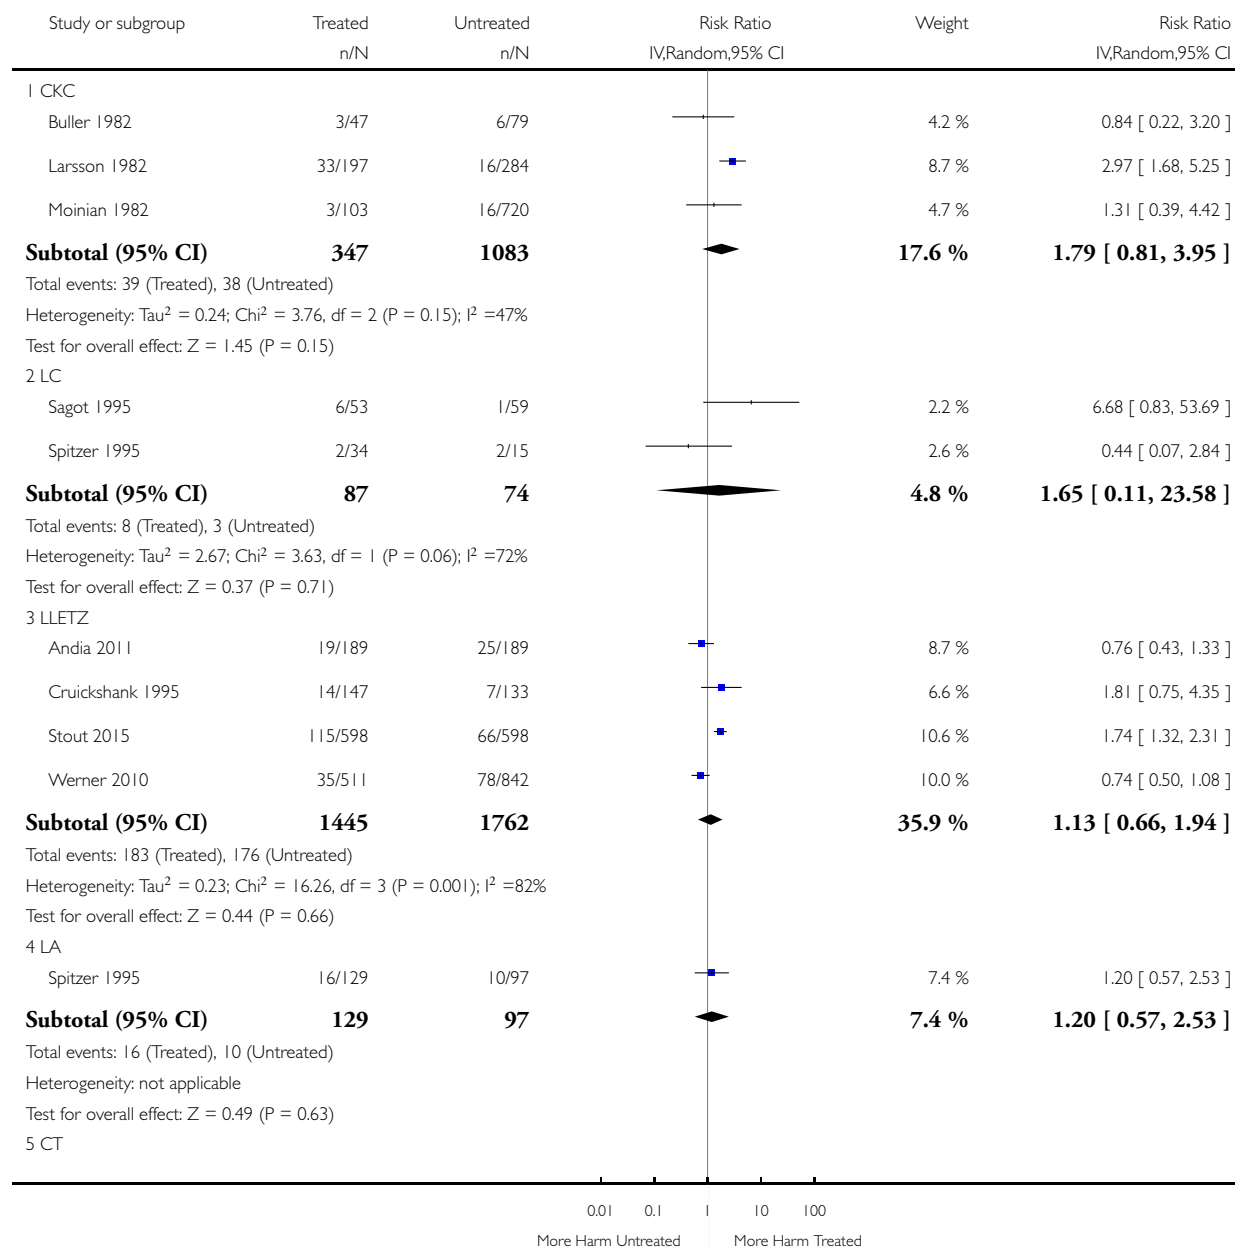 Study or subgroup Treated Untreated Risk Ratio Weight Risk Ratio
n/N n/N IV,Random,95% CI IV,Random,95% CI
1 CKC
Buller 1982 3/47 6/79 4.2 % 0.84 [ 0.22, 3.20 ]
Larsson 1982 33/197 16/284 8.7 % 2.97 [ 1.68, 5.25 ]
Moinian 1982 3/103 16/720 4.7 % 1.31 [ 0.39, 4.42 ]
Subtotal (95% CI) 347 1083 17.6 % 1.79 [ 0.81, 3.95 ]
Total events: 39 (Treated), 38 (Untreated)
Heterogeneity: Tau² = 0.24; Chi² = 3.76, df = 2 (P = 0.15); I² =47%
Test for overall effect: Z = 1.45 (P = 0.15)
2 LC
Sagot 1995 6/53 1/59 2.2 % 6.68 [ 0.83, 53.69 ]
Spitzer 1995 2/34 2/15 2.6 % 0.44 [ 0.07, 2.84 ]
Subtotal (95% CI) 87 74 4.8 % 1.65 [ 0.11, 23.58 ]
Total events: 8 (Treated), 3 (Untreated)
Heterogeneity: Tau² = 2.67; Chi² = 3.63, df = 1 (P = 0.06); I² =72%
Test for overall effect: Z = 0.37 (P = 0.71)
3 LLETZ
Andia 2011 19/189 25/189 8.7 % 0.76 [ 0.43, 1.33 ]
Cruickshank 1995 14/147 7/133 6.6 % 1.81 [ 0.75, 4.35 ]
Stout 2015 115/598 66/598 10.6 % 1.74 [ 1.32, 2.31 ]
Werner 2010 35/511 78/842 10.0 % 0.74 [ 0.50, 1.08 ]
Subtotal (95% CI) 1445 1762 35.9 % 1.13 [ 0.66, 1.94 ]
Total events: 183 (Treated), 176 (Untreated)
Heterogeneity: Tau² = 0.23; Chi² = 16.26, df = 3 (P = 0.001); I² =82%
Test for overall effect: Z = 0.44 (P = 0.66)
4 LA
Spitzer 1995 16/129 10/97 7.4 % 1.20 [ 0.57, 2.53 ]
Subtotal (95% CI) 129 97 7.4 % 1.20 [ 0.57, 2.53 ]
Total events: 16 (Treated), 10 (Untreated)
Heterogeneity: not applicable
Test for overall effect: Z = 0.49 (P = 0.63)
5 CT
0.01 0.1 1 10 100
More Harm Untreated More Harm Treated